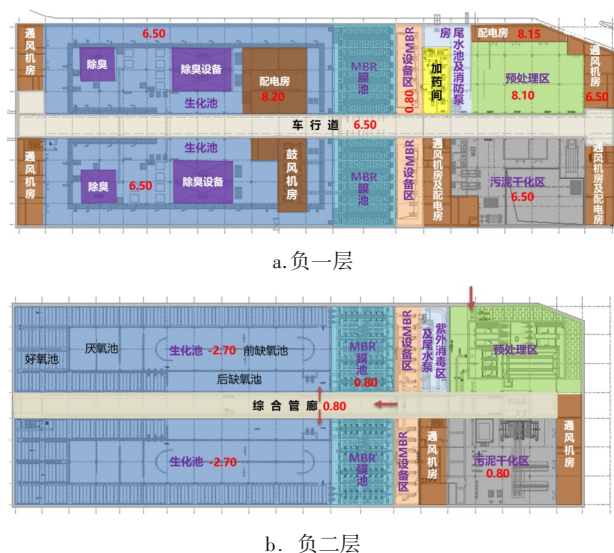 通风机房
6.50
除臭
除臭设备
配电房
8.20
生化池
MBR膜池
设备区MBR
0.80
加药间
尾水池及消防泵房
配电房 8.15
预处理区
8.10
通风机房
6.50
车行道 6.50
通风机房
生化池
除臭
6.50
除臭设备
鼓风机房
MBR膜池
设备区MBR
通风机房及配电房
污泥干化区
6.50
通风机房及配电房
a.负一层
好氧池
厌氧池
生化池 -2.70
前缺氧池
后缺氧池
MBR膜池
0.80
设备区MBR
紫外消毒区及尾水泵
预处理区
综合管廊 0.80
生化池 -2.70
MBR膜池
设备区MBR
通风机房
污泥干化区
0.80
通风机房
b. 负二层